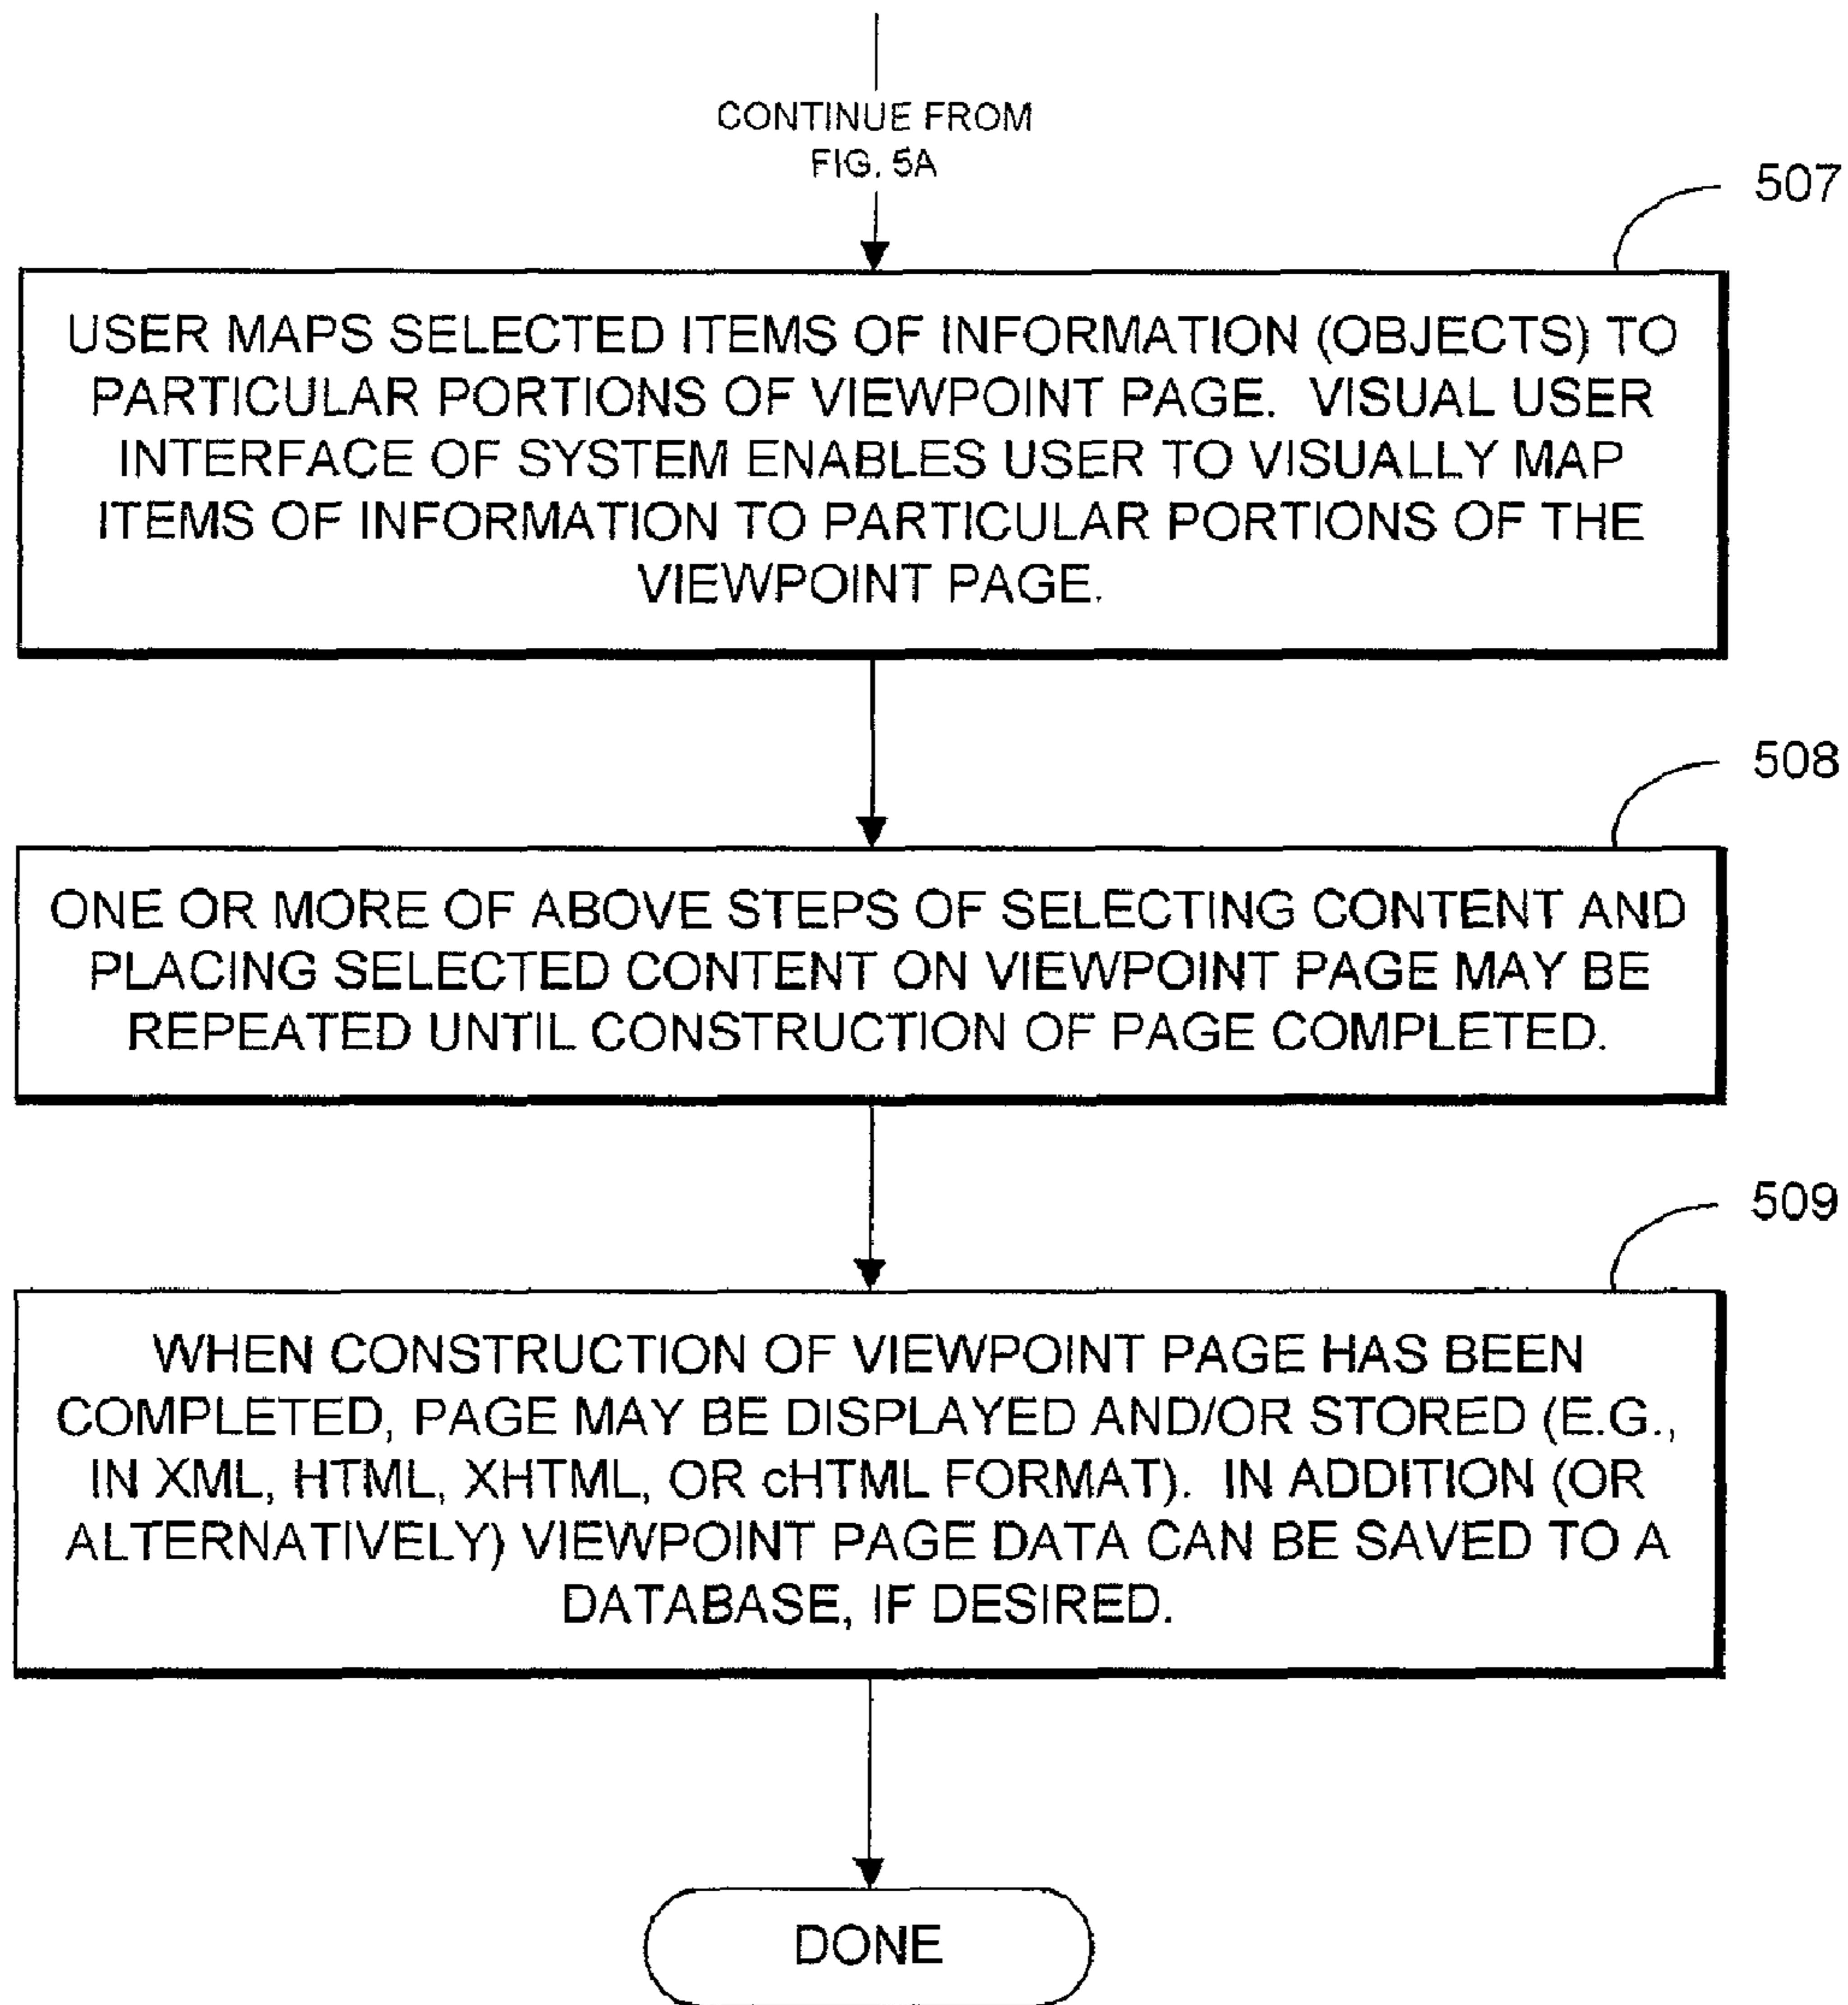 CONTINUE FROM
FIG. 5A
507
USER MAPS SELECTED ITEMS OF INFORMATION (OBJECTS) TO
PARTICULAR PORTIONS OF VIEWPOINT PAGE. VISUAL USER
INTERFACE OF SYSTEM ENABLES USER TO VISUALLY MAP
ITEMS OF INFORMATION TO PARTICULAR PORTIONS OF THE
VIEWPOINT PAGE.
508
ONE OR MORE OF ABOVE STEPS OF SELECTING CONTENT AND
PLACING SELECTED CONTENT ON VIEWPOINT PAGE MAY BE
REPEATED UNTIL CONSTRUCTION OF PAGE COMPLETED.
509
WHEN CONSTRUCTION OF VIEWPOINT PAGE HAS BEEN
COMPLETED, PAGE MAY BE DISPLAYED AND/OR STORED (E.G.,
IN XML, HTML, XHTML, OR cHTML FORMAT). IN ADDITION (OR
ALTERNATIVELY) VIEWPOINT PAGE DATA CAN BE SAVED TO A
DATABASE, IF DESIRED.
DONE